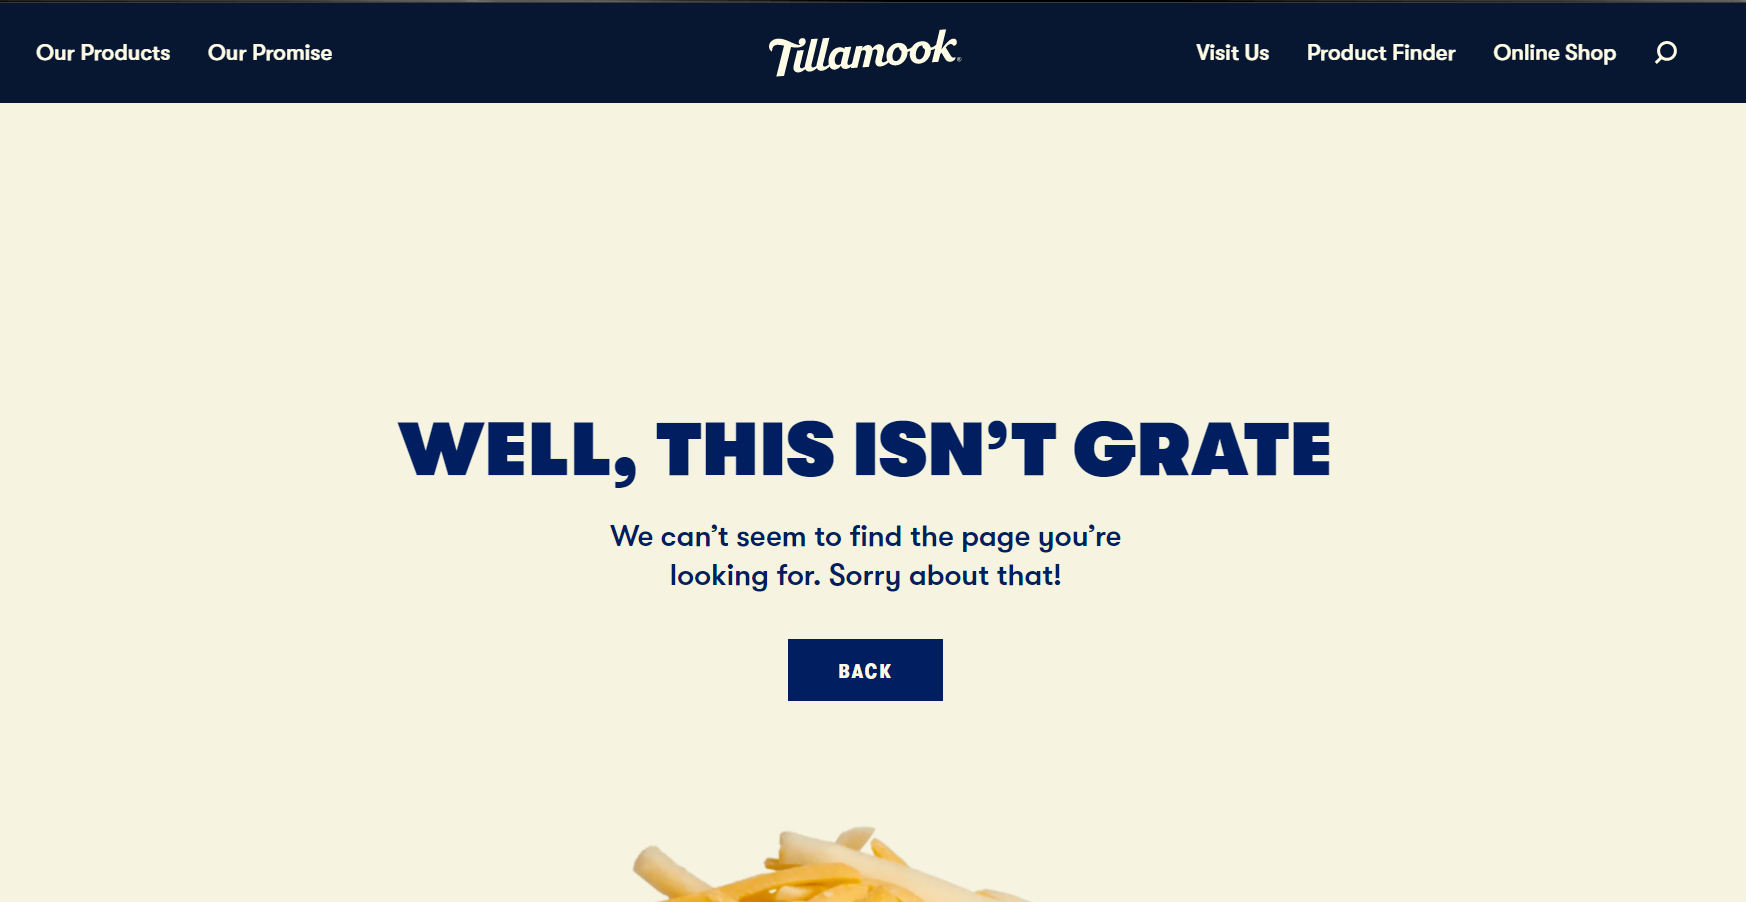 Our Products
Our Promise
Tillamook®
Visit Us
Product Finder
Online Shop
WELL, THIS ISN’T GRATE
We can’t seem to find the page you’re
looking for. Sorry about that!
BACK